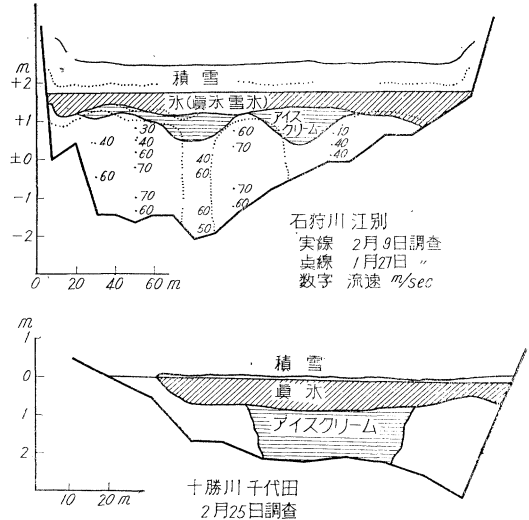 m
+2
+1
±0
-1
-2
積雪
氷(眞氷雪氷)
アイス
クリーム
.30 .60 .10
.40 .40 .70 .40
.60 40 .40
.60 .70 60
.70 .70
.60 60 .60
50
0 20 40 60 m
石狩川 江別
実線 2月9日調査
点線 1月27日 〃
数字 流速 m/sec
m
1
0
1
2
積雪
眞氷
アイスクリーム
10 20 m
十勝川 千代田
2月25日調査